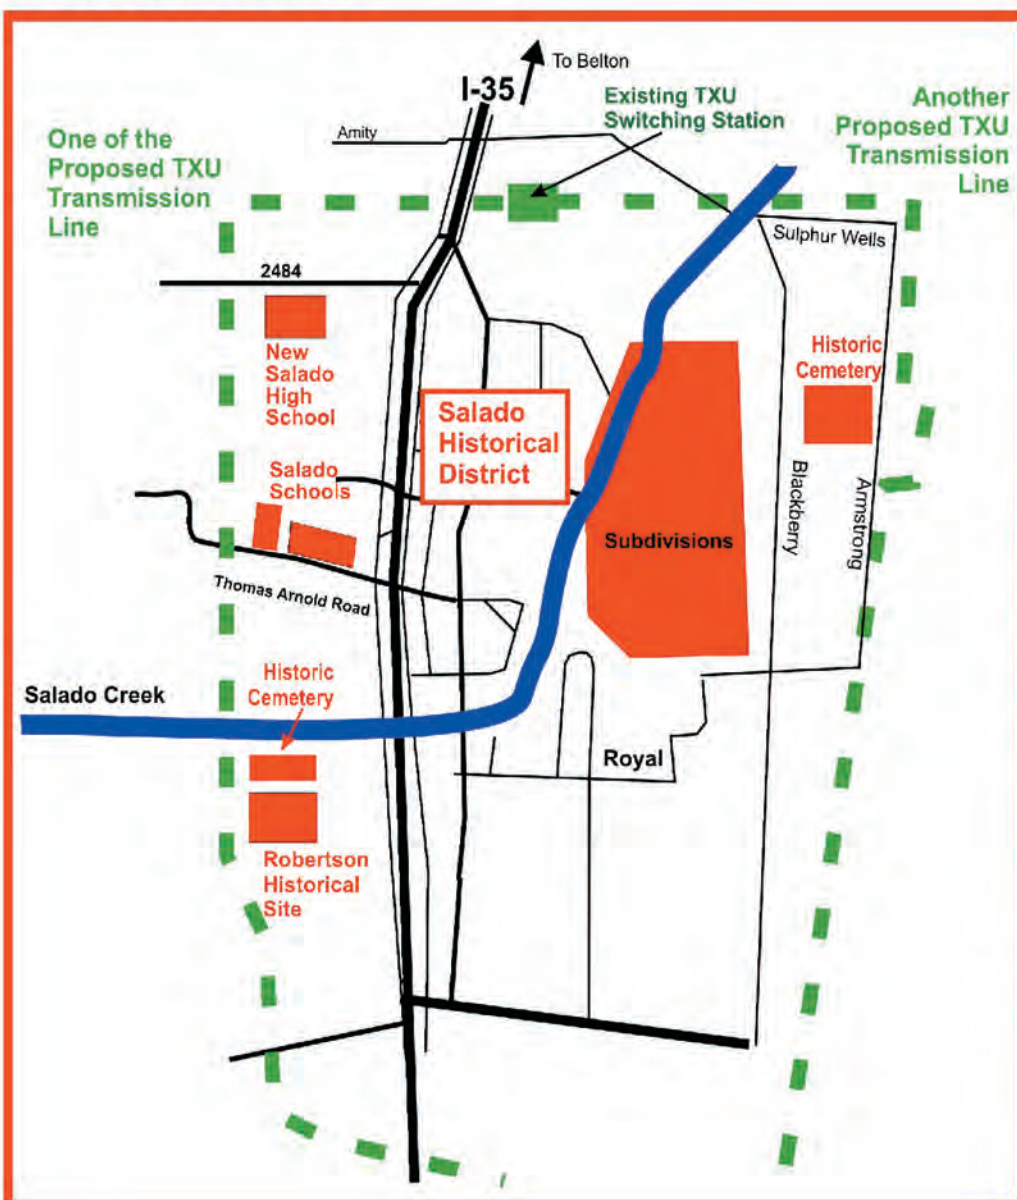 To Belton
I-35
Existing TXU
Switching Station
Another
Proposed TXU
Transmission
Line
Amity
One of the
Proposed TXU
Transmission
Line
Sulphur Wells
2484
New
Salado
High
School
Historic
Cemetery
Salado
Historical
District
Salado
Schools
Blackberry
Armstrong
Subdivisions
Thomas Arnold Road
Historic
Cemetery
Salado Creek
Royal
Robertson
Historical
Site